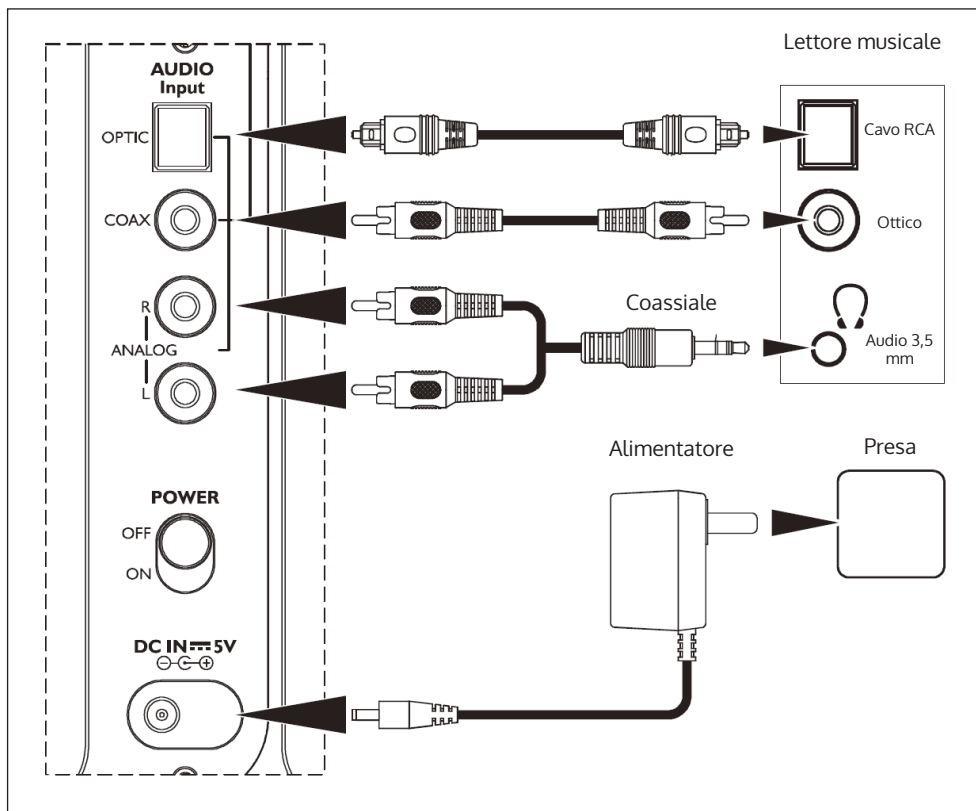 Lettore musicale
AUDIO
Input
OPTIC
Cavo RCA
COAX
Ottico
R
Coassiale
ANALOG
Audio 3,5
mm
L
Alimentatore
Presa
POWER
OFF
ON
DC IN 5V